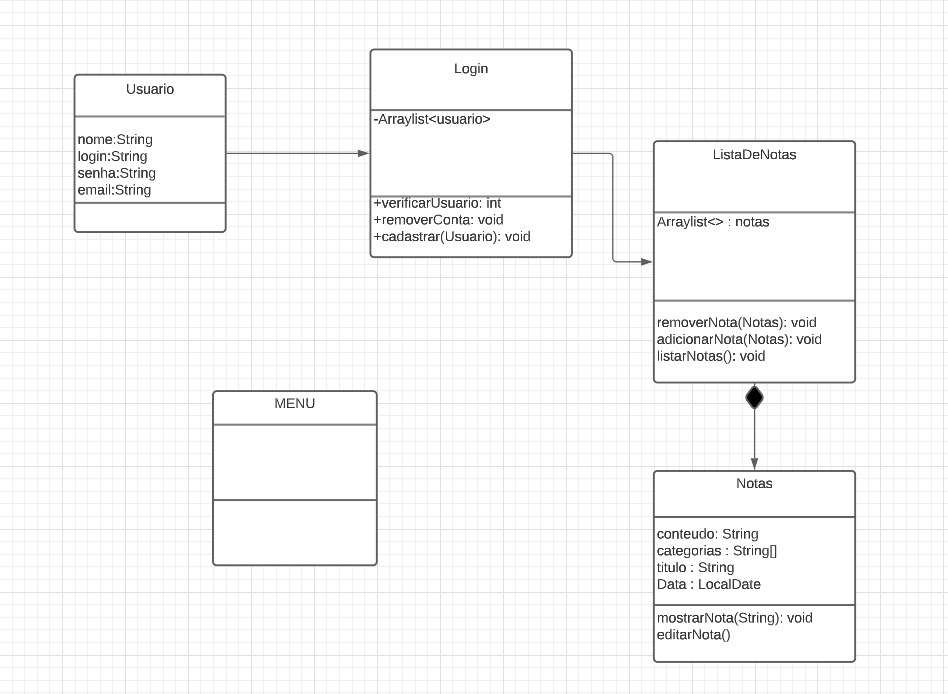 Usuario
nome:String
login:String
senha:String
email:String
Login
-Arraylist<usuario>
+verificarUsuario: int
+removerConta: void
+cadastrar(Usuario): void
ListaDeNotas
Arraylist<> : notas
removerNota(Notas): void
adicionarNota(Notas): void
listarNotas(): void
MENU
Notas
conteudo: String
categorias : String[]
titulo : String
Data : LocalDate
mostrarNota(String): void
editarNota()